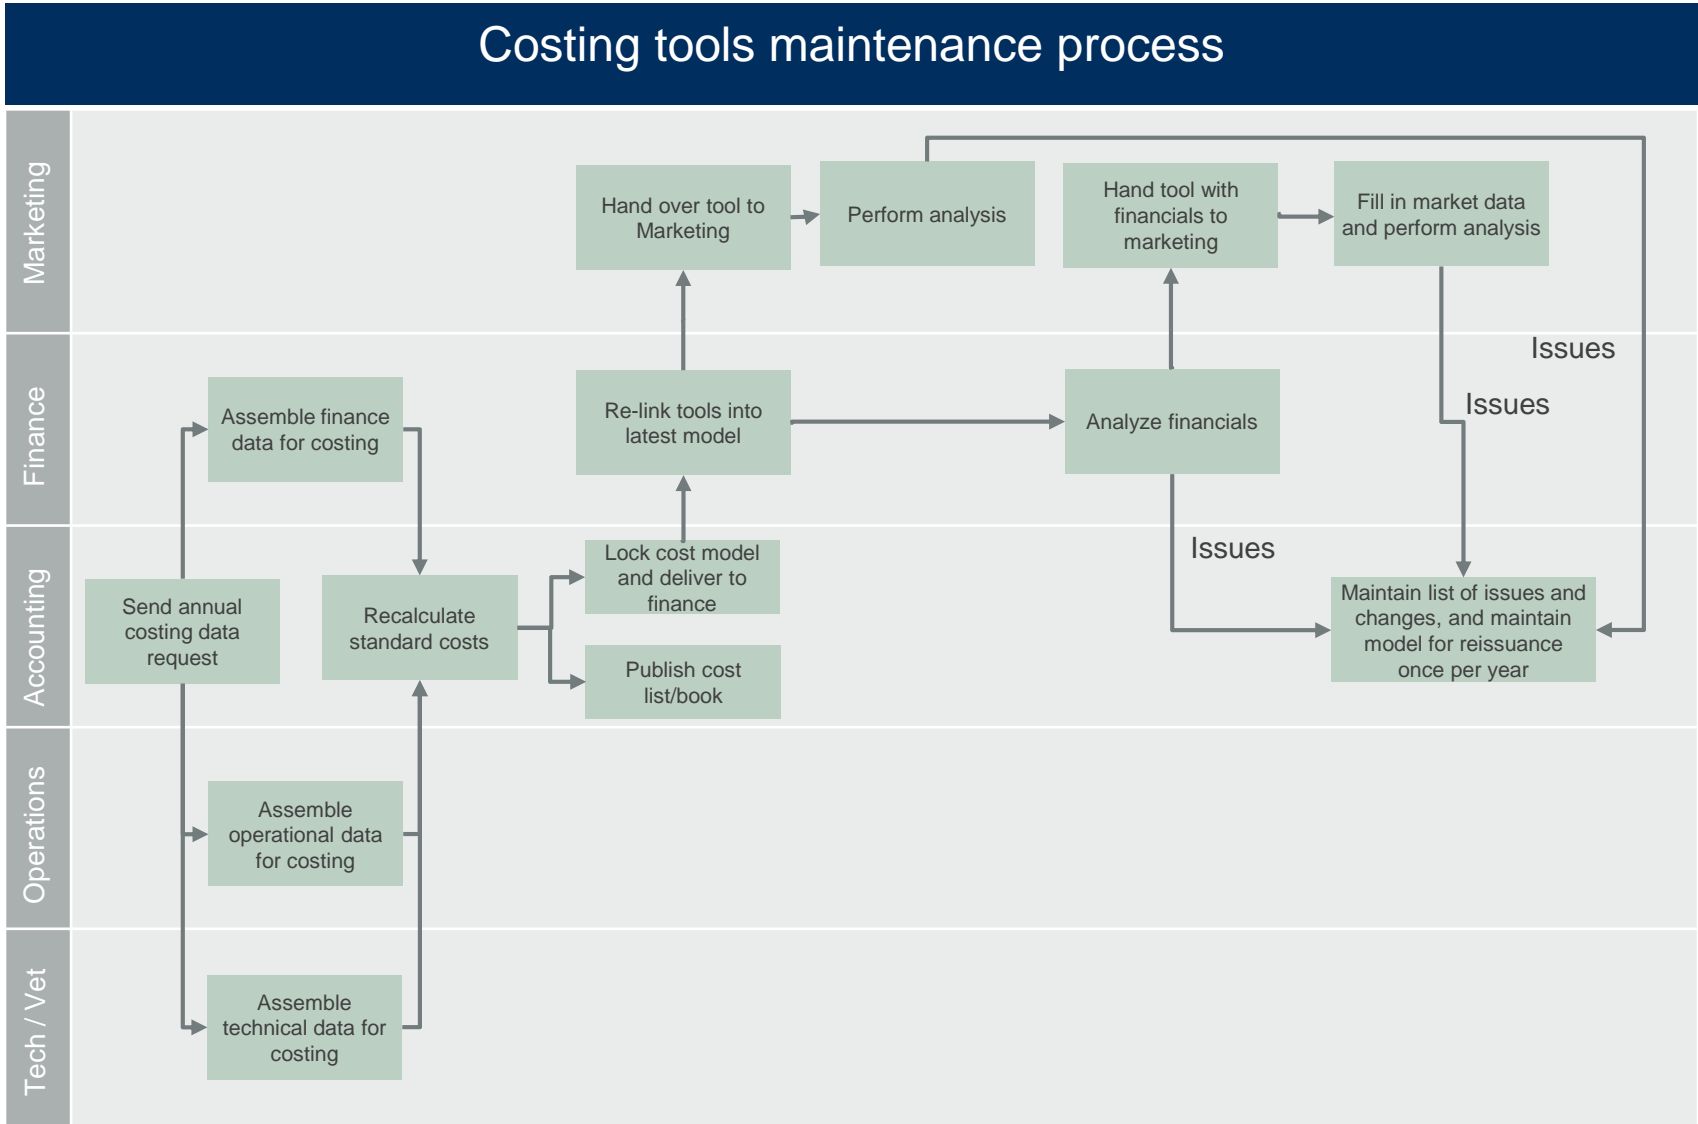 Costing tools maintenance process
Marketing
Hand over tool to
Marketing
Perform analysis
Hand tool with
financials to
marketing
Fill in market data
and perform analysis
Issues
Issues
Finance
Assemble finance
data for costing
Re-link tools into
latest model
Analyze financials
Issues
Accounting
Send annual
costing data
request
Recalculate
standard costs
Lock cost model
and deliver to
finance
Publish cost
list/book
Maintain list of issues and
changes, and maintain
model for reissuance
once per year
Operations
Assemble
operational data
for costing
Tech / Vet
Assemble
technical data for
costing